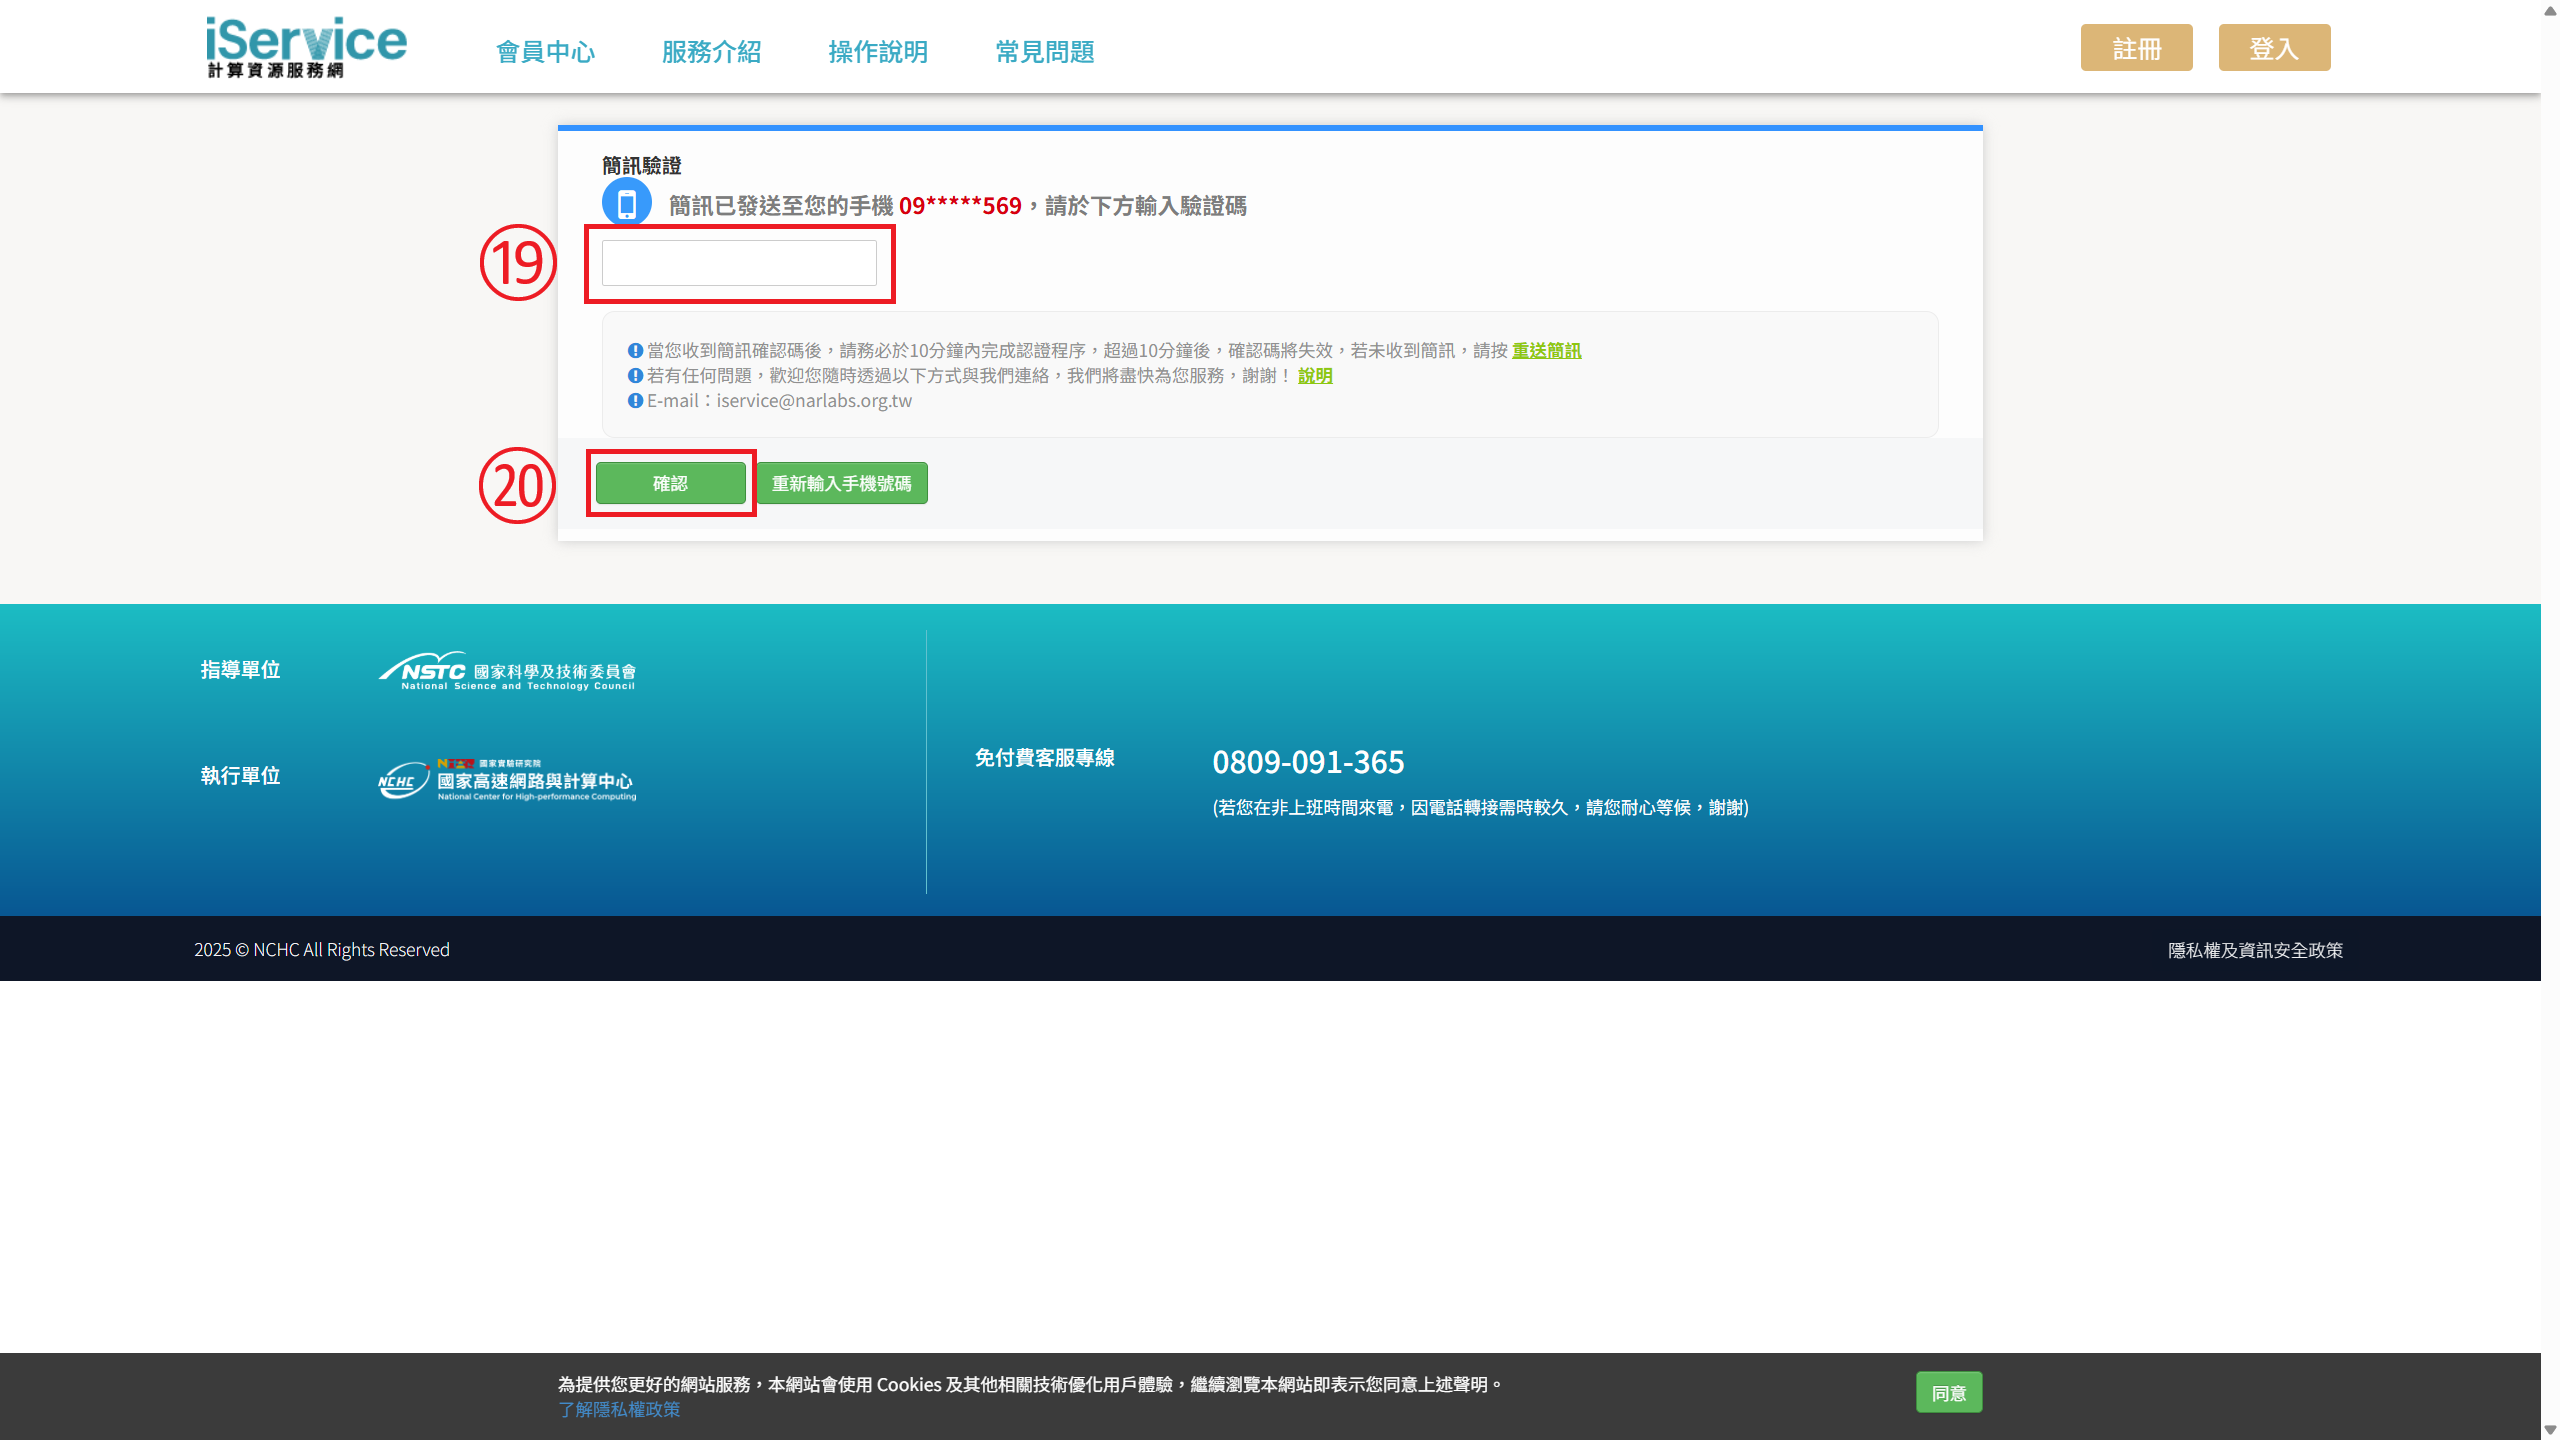 iService
計算資源服務網
會員中心
服務介紹
操作說明
常見問題
註冊
登入
簡訊驗證
簡訊已發送至您的手機 09*****569，請於下方輸入驗證碼
19
當您收到簡訊確認碼後，請務必於10分鐘內完成認證程序，超過10分鐘後，確認碼將失效，若未收到簡訊，請按 重送簡訊
若有任何問題，歡迎您隨時透過以下方式與我們連絡，我們將盡快為您服務，謝謝！ 說明
E-mail：iservice@narlabs.org.tw
20
確認
重新輸入手機號碼
指導單位
NSTC 國家科學及技術委員會
National Science and Technology Council
執行單位
NCHC
國家實驗研究院
國家高速網路與計算中心
National Center for High-performance Computing
免付費客服專線
0809-091-365
(若您在非上班時間來電，因電話轉接需時較久，請您耐心等候，謝謝)
2025 © NCHC All Rights Reserved
隱私權及資訊安全政策
為提供您更好的網站服務，本網站會使用 Cookies 及其他相關技術優化用戶體驗，繼續瀏覽本網站即表示您同意上述聲明。
了解隱私權政策
同意